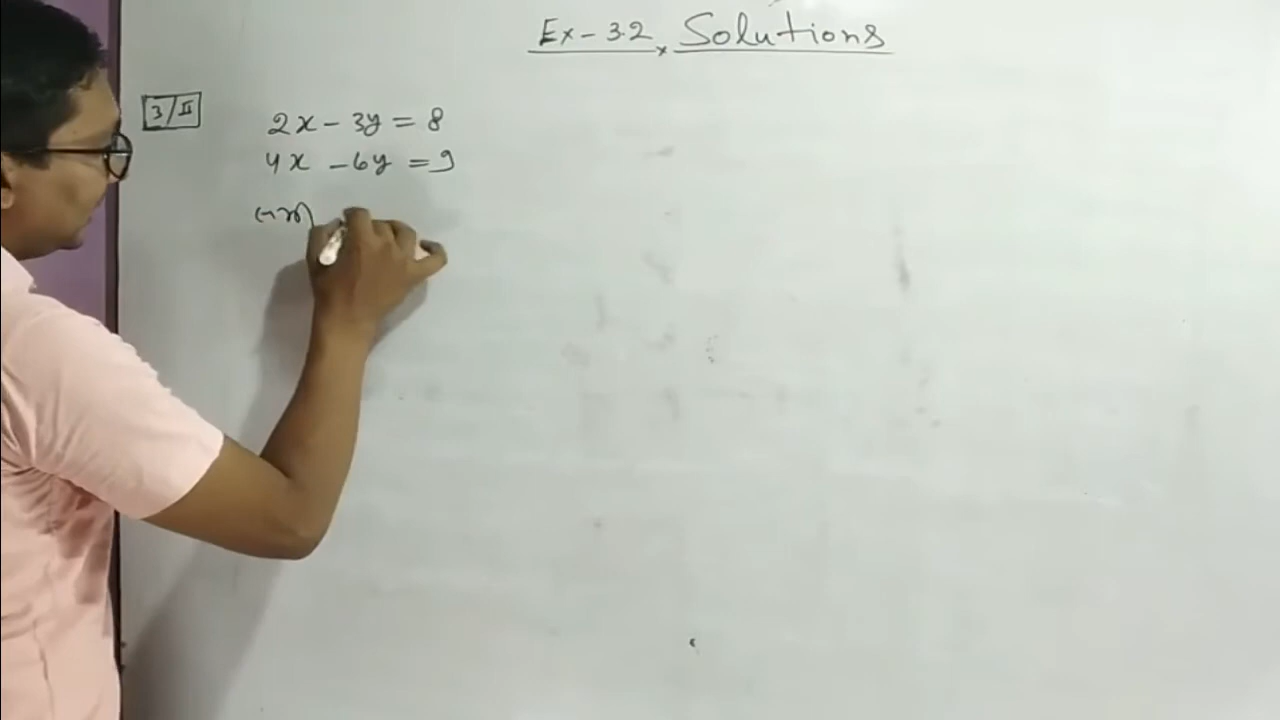 Ex - 3.2 Solutions
3/II
2x - 3y = 8
4x - 6y = 9